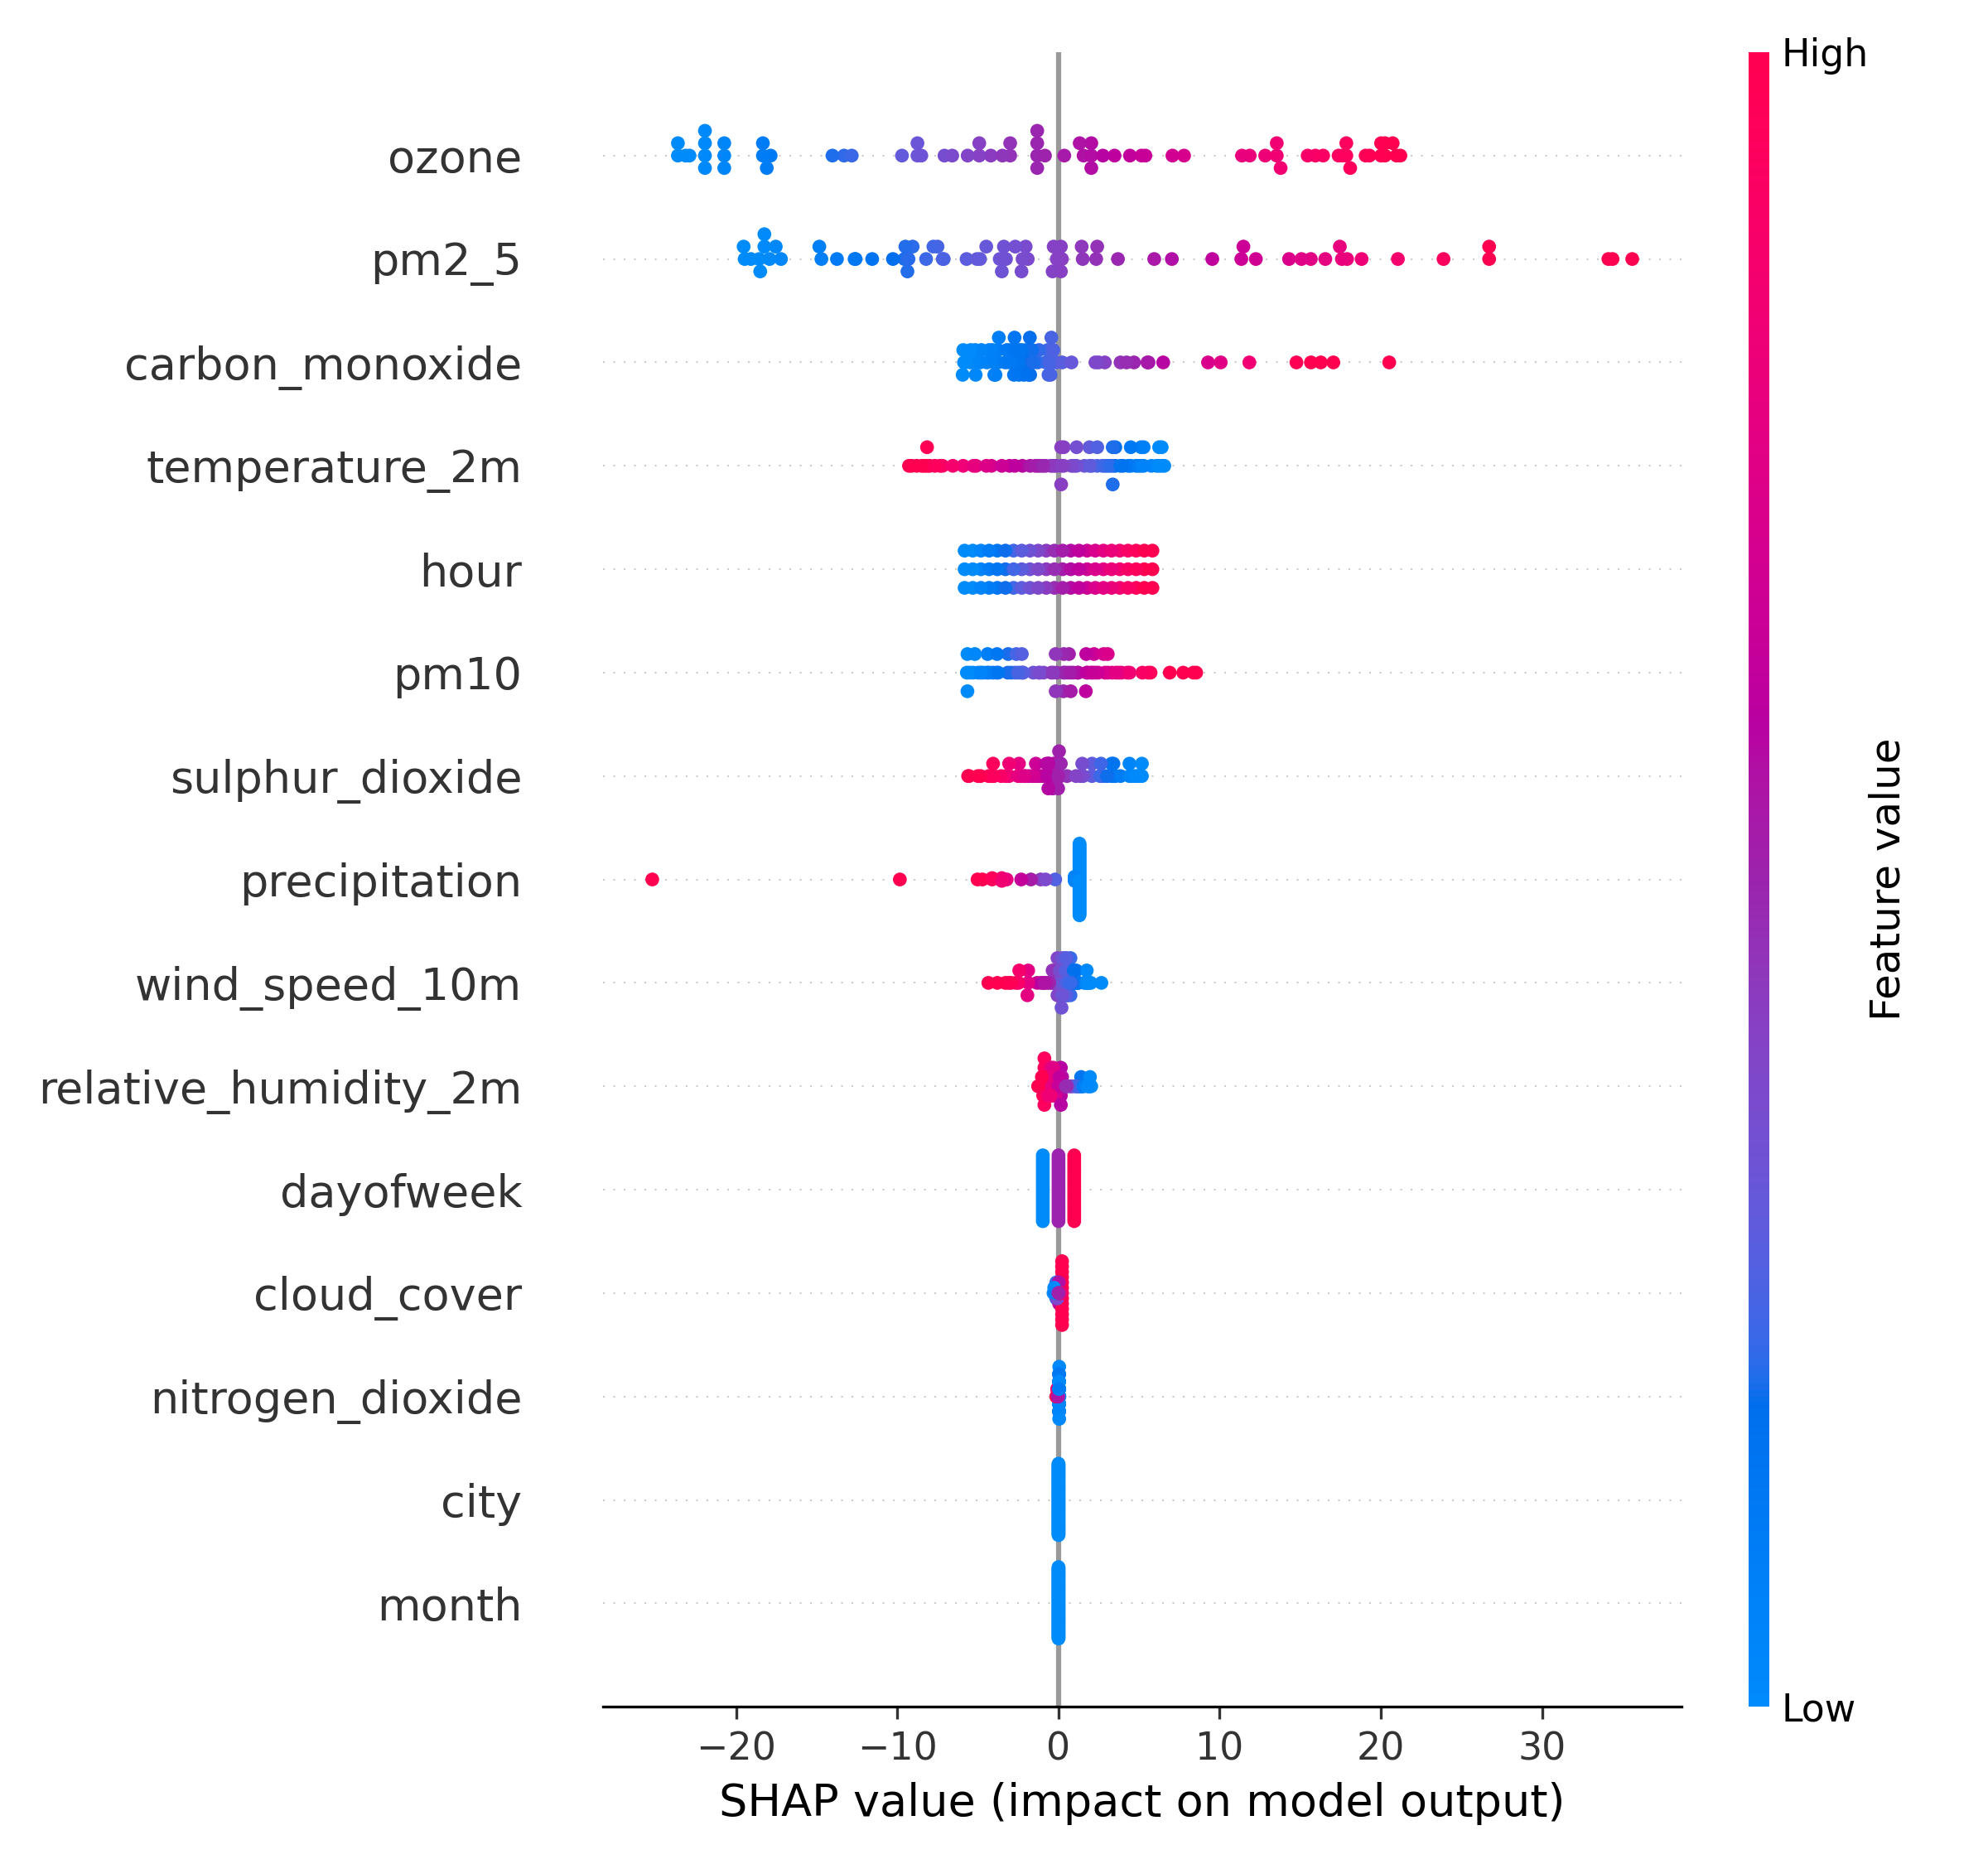 High
ozone
pm2_5
carbon_monoxide
temperature_2m
hour
pm10
sulphur_dioxide
precipitation
wind_speed_10m
relative_humidity_2m
dayofweek
cloud_cover
nitrogen_dioxide
city
month
Feature value
Low
−20 −10 0 10 20 30
SHAP value (impact on model output)